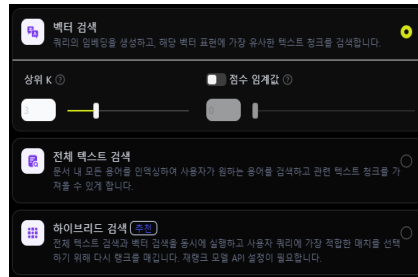 벡터 검색
쿼리의 임베딩을 생성하고, 해당 벡터 표현에 가장 유사한 텍스트 청크를 검색합니다.
상위 K
점수 임계값
3
0
전체 텍스트 검색
문서 내 모든 용어를 인덱싱하여 사용자가 원하는 용어를 검색하고 관련 텍스트 청크를 가
져올 수 있게 합니다.
하이브리드 검색 추천
전체 텍스트 검색과 벡터 검색을 동시에 실행하고 사용자 쿼리에 가장 적합한 매치를 선택
하기 위해 다시 랭크를 매깁니다. 재랭크 모델 API 설정이 필요합니다.